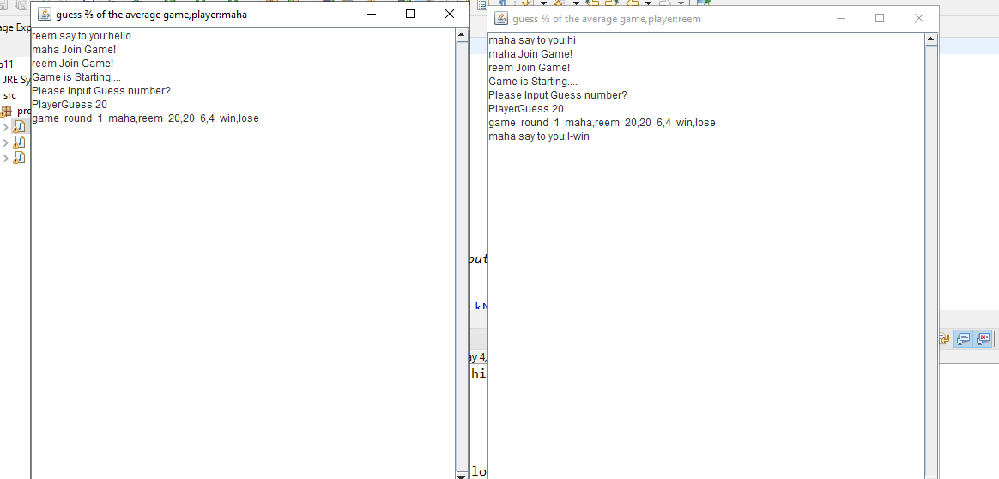 guess ⅔ of the average game,player:maha
reem say to you:hello
maha Join Game!
reem Join Game!
Game is Starting....
Please Input Guess number?
PlayerGuess 20
game round 1 maha,reem 20,20 6,4 win,lose
guess ⅔ of the average game,player:reem
maha say to you:hi
maha Join Game!
reem Join Game!
Game is Starting....
Please Input Guess number?
PlayerGuess 20
game round 1 maha,reem 20,20 6,4 win,lose
maha say to you:I-win
age Exp
JRE Sy
src
pro
put
ay 4,
hi
lo